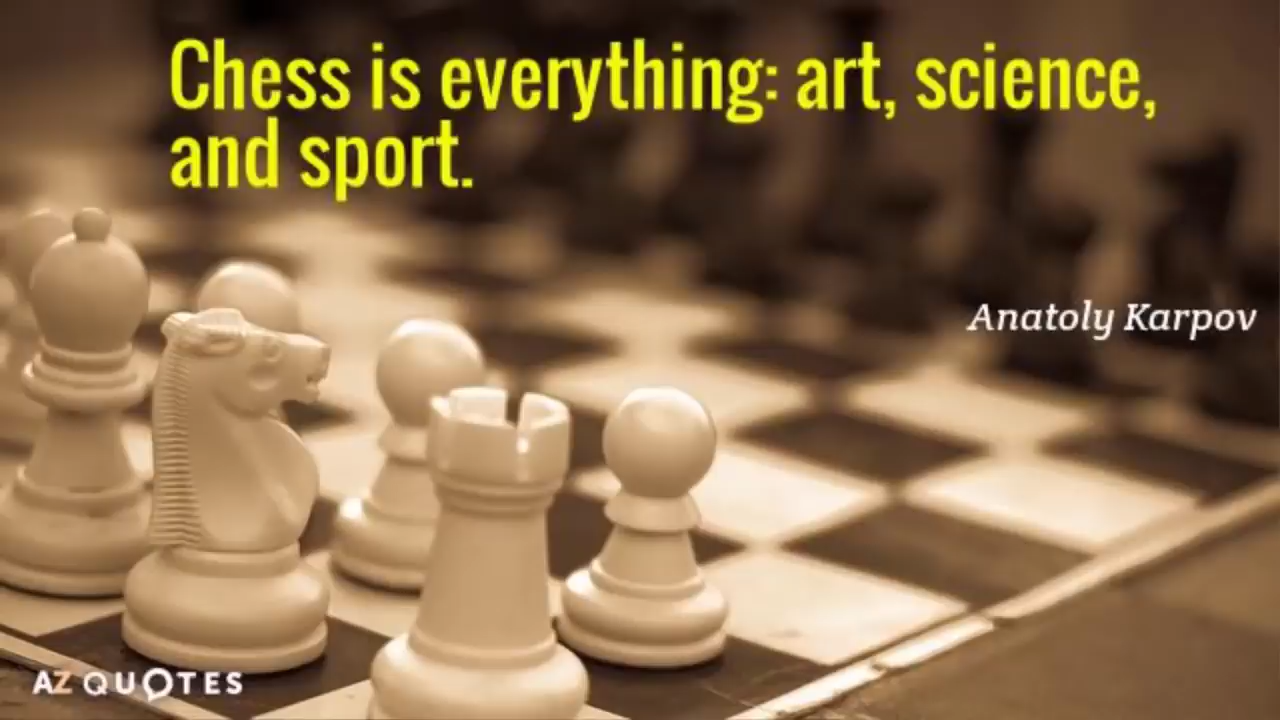 Chess is everything: art, science,
and sport.
Anatoly Karpov
AZ QUOTES